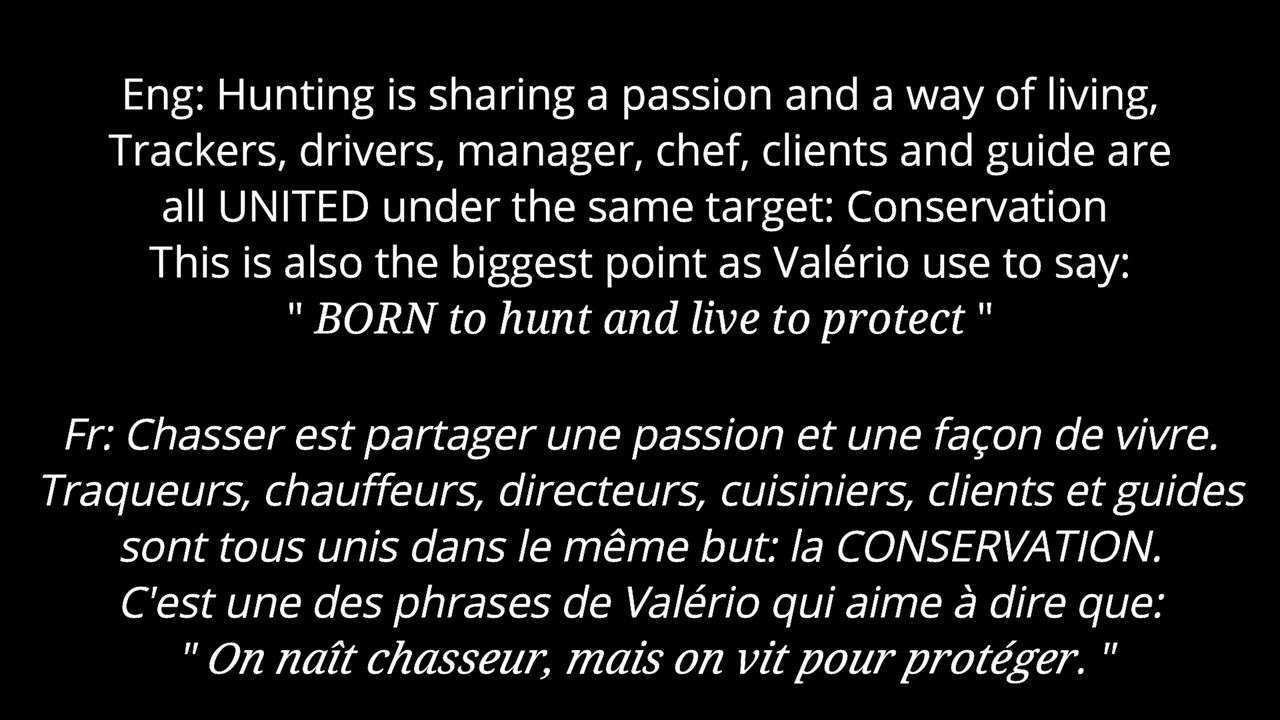 Eng: Hunting is sharing a passion and a way of living,
Trackers, drivers, manager, chef, clients and guide are
all UNITED under the same target: Conservation
This is also the biggest point as Valério use to say:
" BORN to hunt and live to protect "
Fr: Chasser est partager une passion et une façon de vivre.
Traqueurs, chauffeurs, directeurs, cuisiniers, clients et guides
sont tous unis dans le même but: la CONSERVATION.
C'est une des phrases de Valério qui aime à dire que:
" On naît chasseur, mais on vit pour protéger. "